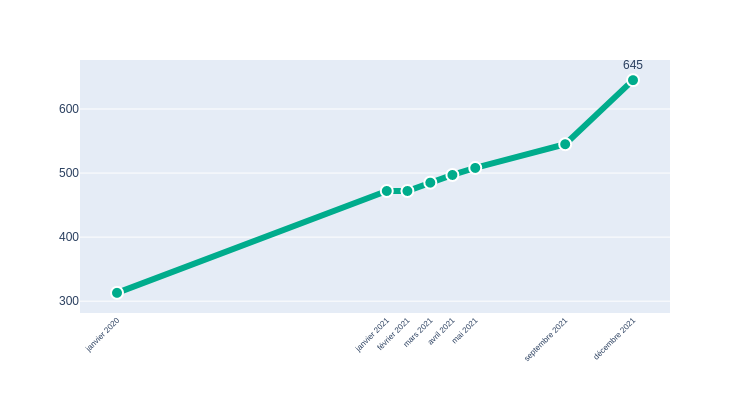 645
600
500
400
300
janvier 2020
janvier 2021
février 2021
mars 2021
avril 2021
mai 2021
septembre 2021
décembre 2021